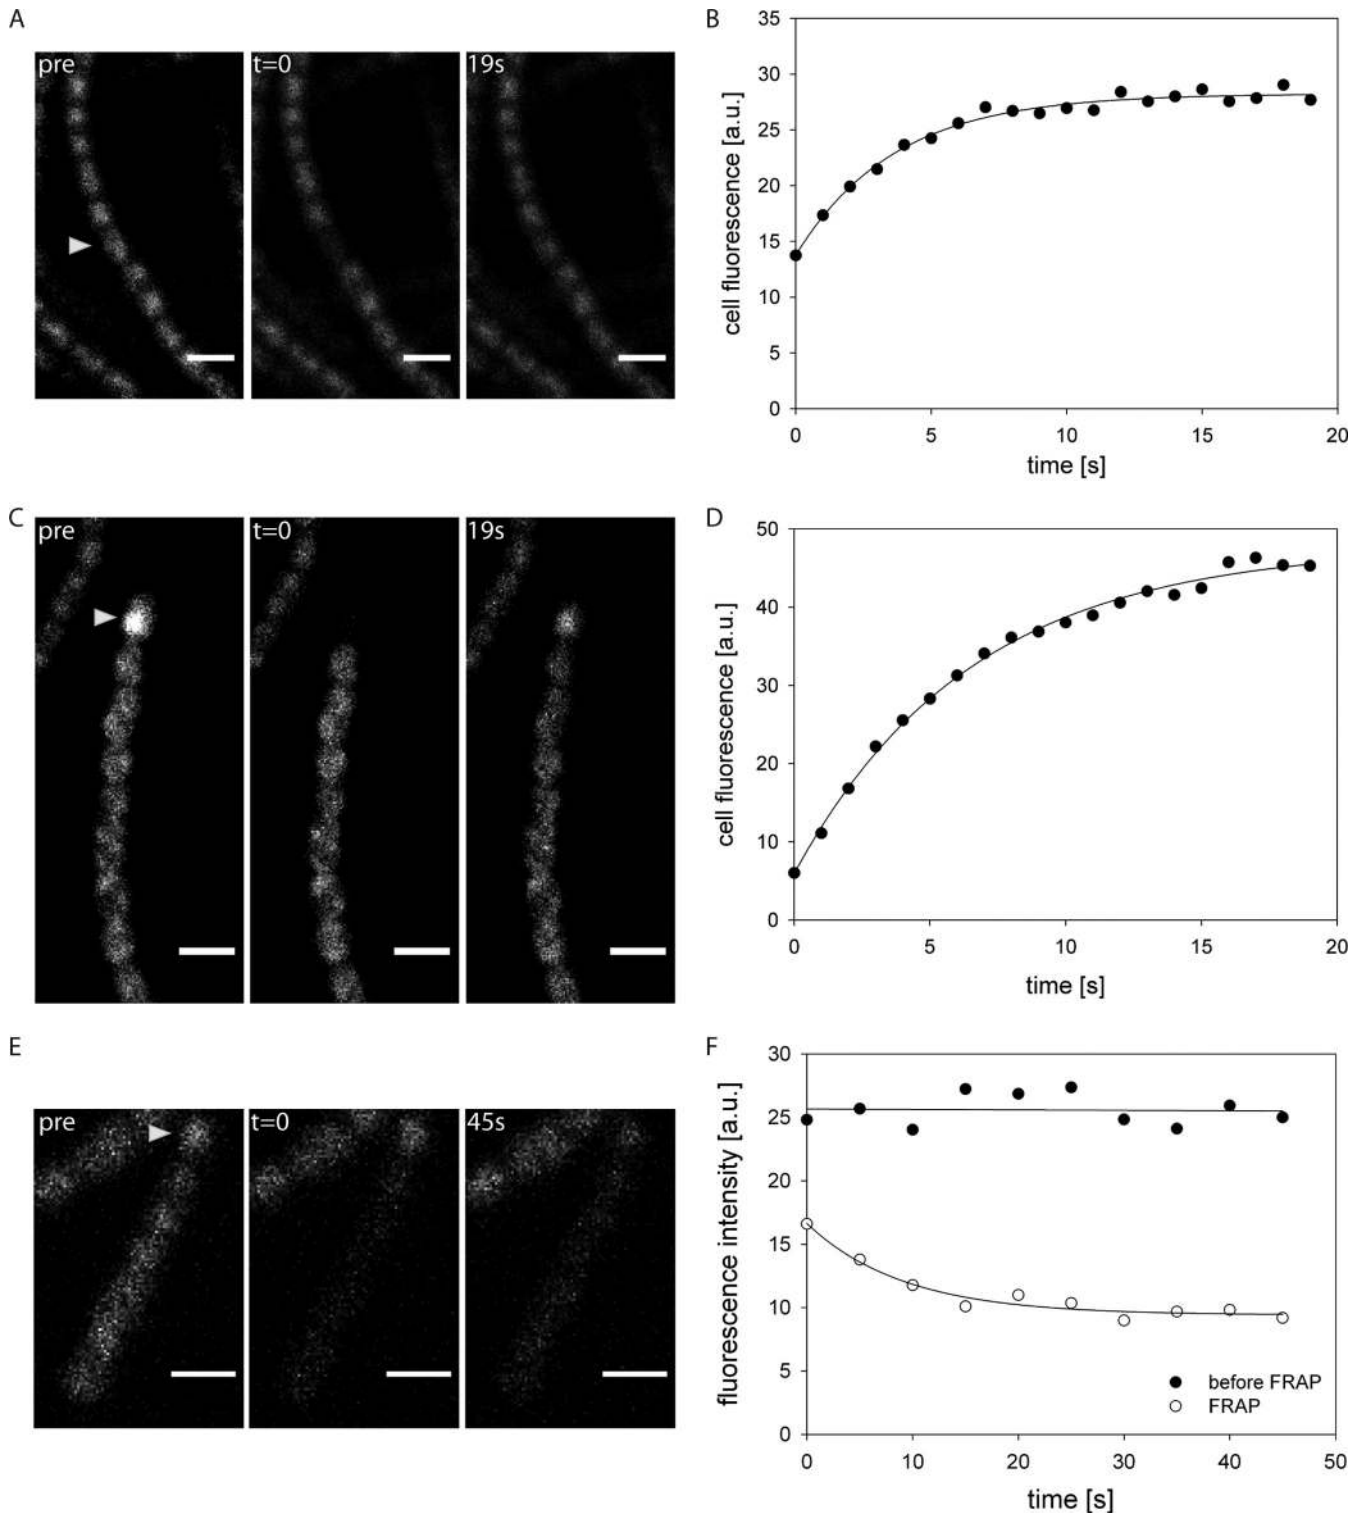 A
pre
t=0
19s
B
35
30
25
20
15
10
5
0
cell fluorescence [a.u.]
0 5 10 15 20
time [s]
C
pre
t=0
19s
D
50
40
30
20
10
0
cell fluorescence [a.u.]
0 5 10 15 20
time [s]
E
pre
t=0
45s
F
30
25
20
15
10
5
0
fluorescence intensity [a.u.]
before FRAP
FRAP
0 10 20 30 40 50
time [s]